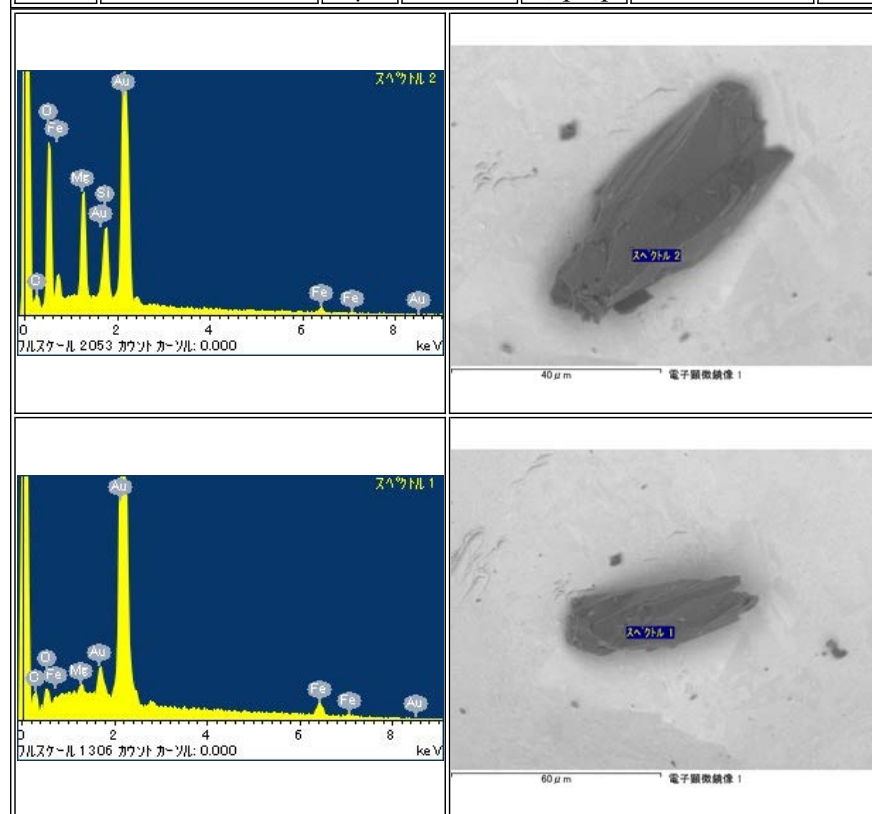 スペクトル 2
Au
O
Fe
Mg
Si
Au
C
Fe
Fe
Au
0 2 4 6 8
フルスケール 2053 カウント カーソル: 0.000 keV
スペクトル 2
40μm 電子顕微鏡像 1
スペクトル 1
Au
O
C
Fe
Mg
Au
Fe
Fe
Au
0 2 4 6 8
フルスケール 1306 カウント カーソル: 0.000 keV
スペクトル 1
60μm 電子顕微鏡像 1